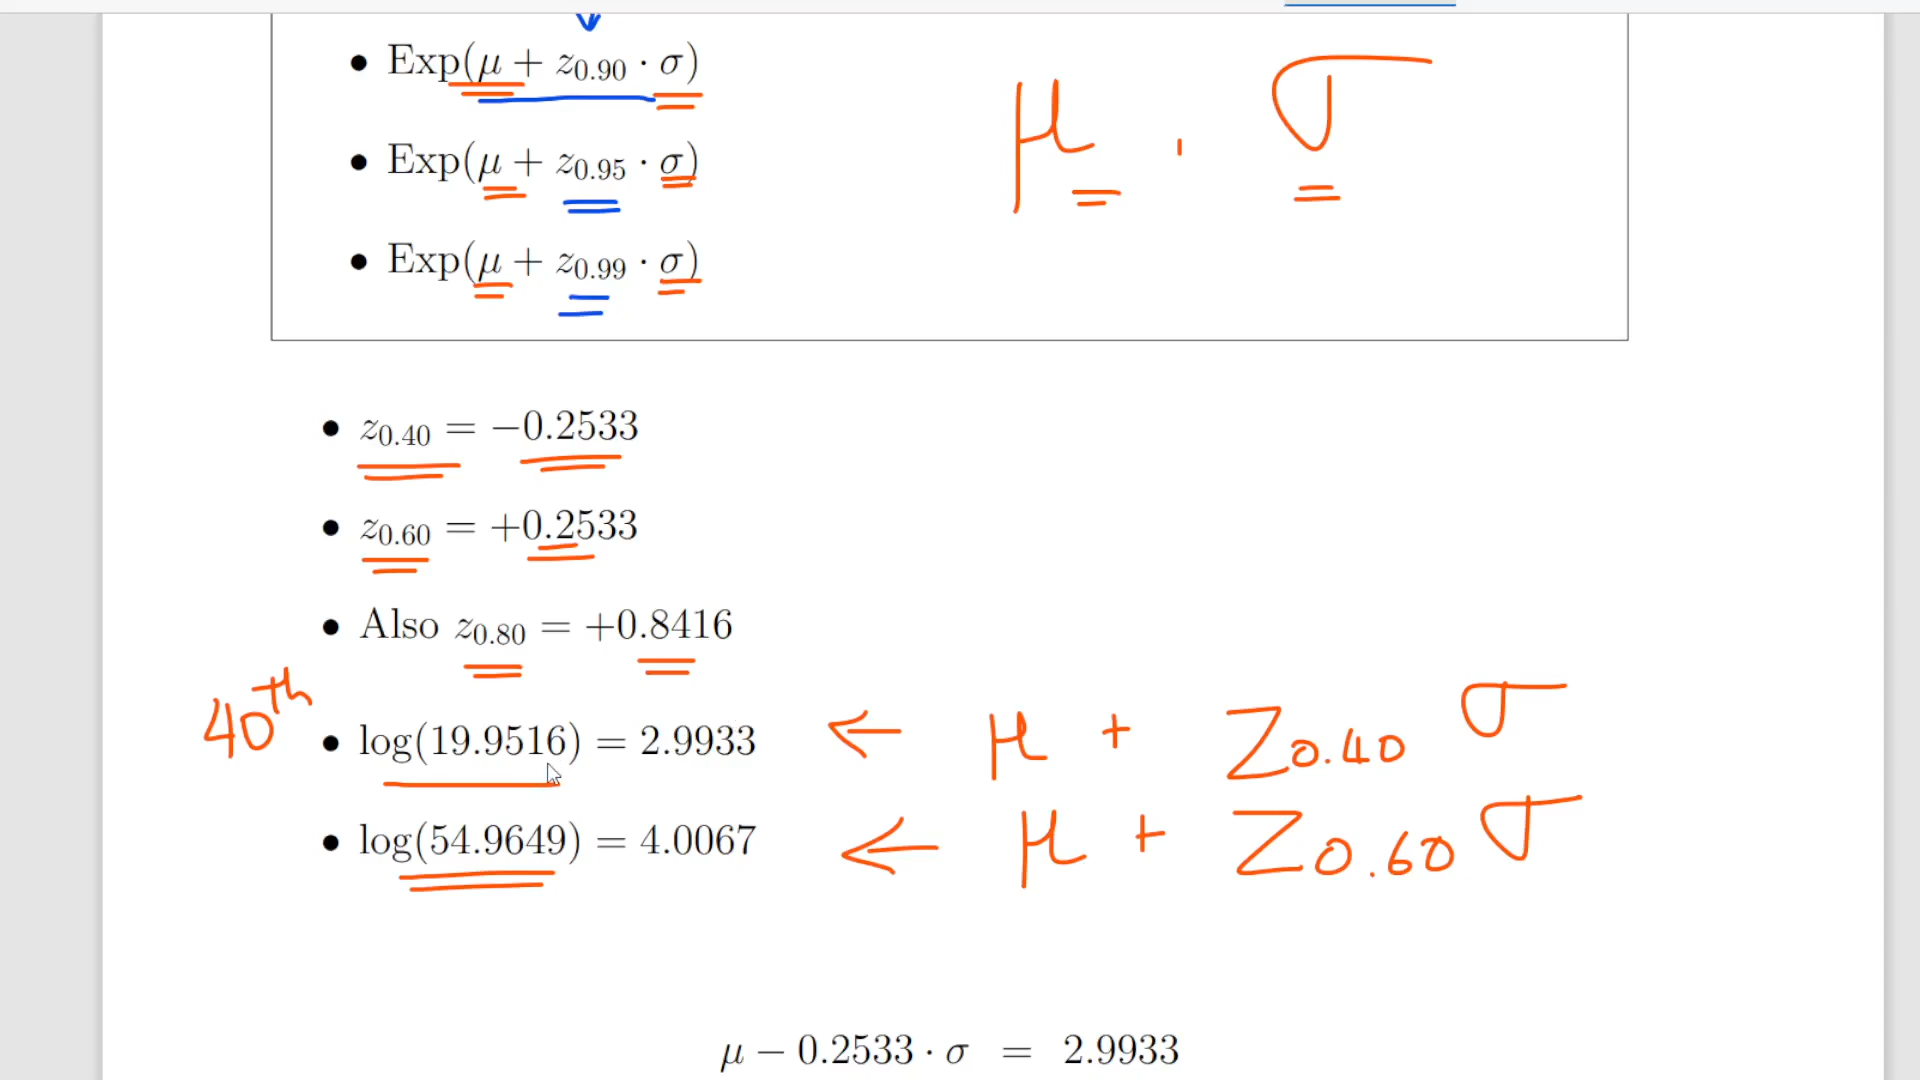 • Exp(μ + z₀.₉₀ · σ)
μ , σ
• Exp(μ + z₀.₉₅ · σ)
• Exp(μ + z₀.₉₉ · σ)
• z₀.₄₀ = −0.2533
• z₀.₆₀ = +0.2533
• Also z₀.₈₀ = +0.8416
40th
• log(19.9516) = 2.9933 ← μ + Z₀.₄₀ σ
• log(54.9649) = 4.0067 ← μ + Z₀.₆₀ σ
μ − 0.2533 · σ = 2.9933